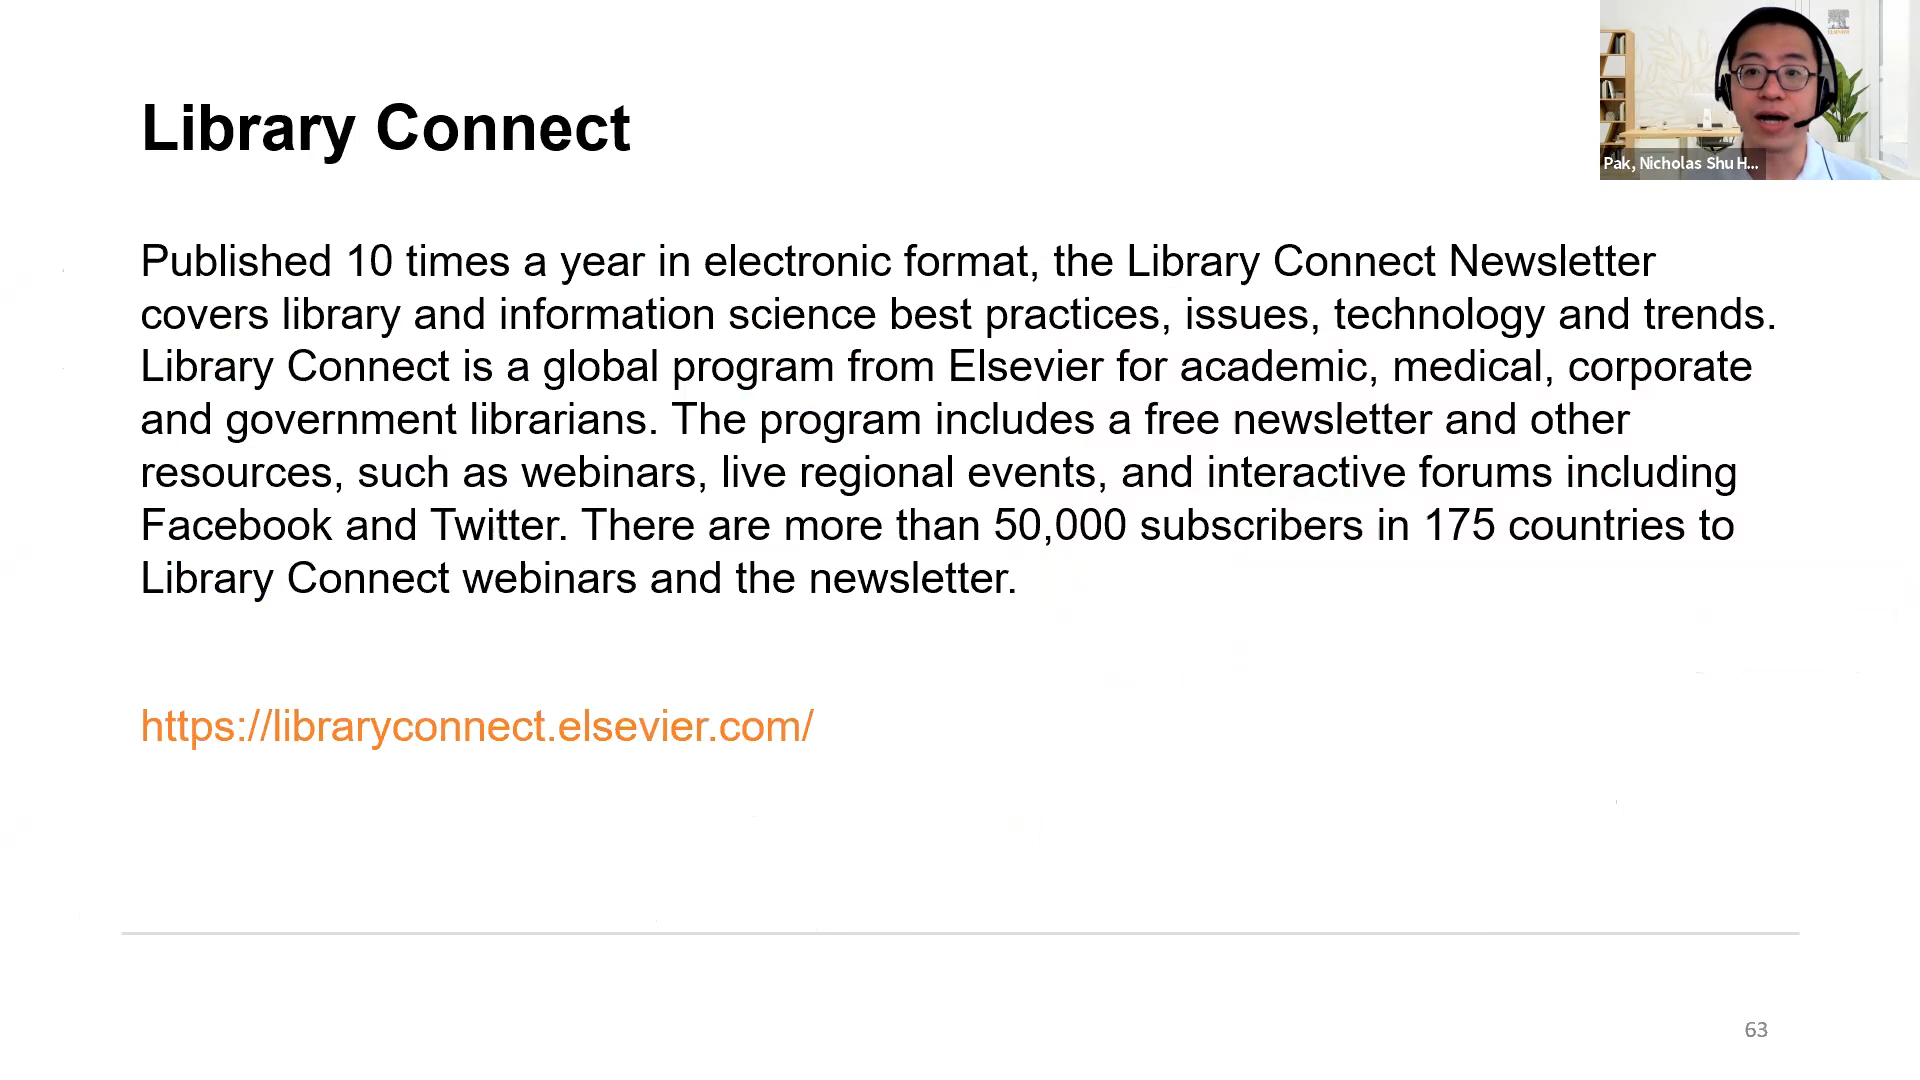 Library Connect
Pak, Nicholas Shu H...
Published 10 times a year in electronic format, the Library Connect Newsletter
covers library and information science best practices, issues, technology and trends.
Library Connect is a global program from Elsevier for academic, medical, corporate
and government librarians. The program includes a free newsletter and other
resources, such as webinars, live regional events, and interactive forums including
Facebook and Twitter. There are more than 50,000 subscribers in 175 countries to
Library Connect webinars and the newsletter.
https://libraryconnect.elsevier.com/
63